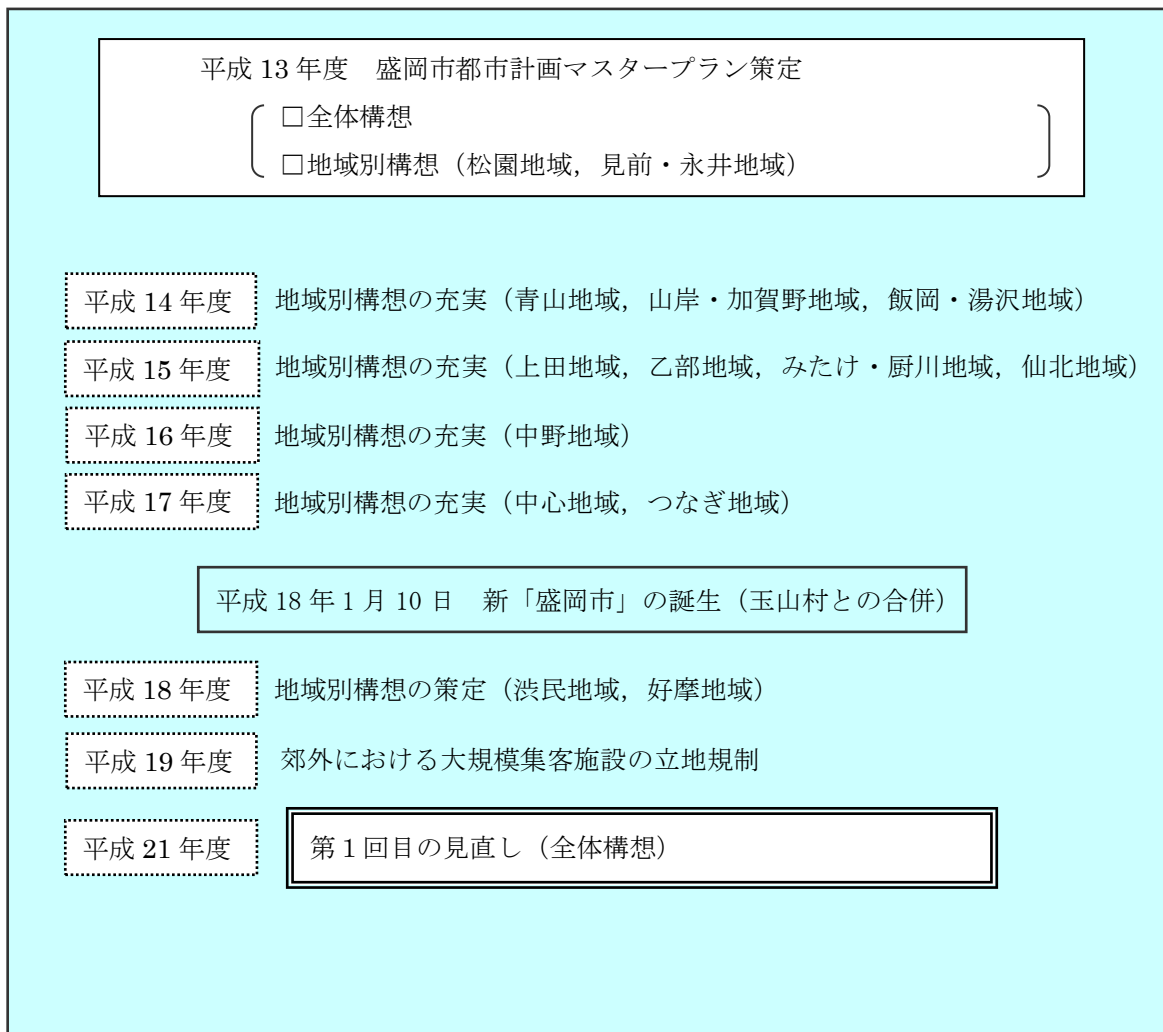 平成 13 年度　盛岡市都市計画マスタープラン策定
□全体構想
□地域別構想（松園地域，見前・永井地域）
平成 14 年度　地域別構想の充実（青山地域，山岸・加賀野地域，飯岡・湯沢地域）
平成 15 年度　地域別構想の充実（上田地域，乙部地域，みたけ・厨川地域，仙北地域）
平成 16 年度　地域別構想の充実（中野地域）
平成 17 年度　地域別構想の充実（中心地域，つなぎ地域）
平成 18 年 1 月 10 日　新「盛岡市」の誕生（玉山村との合併）
平成 18 年度　地域別構想の策定（渋民地域，好摩地域）
平成 19 年度　郊外における大規模集客施設の立地規制
平成 21 年度　第１回目の見直し（全体構想）